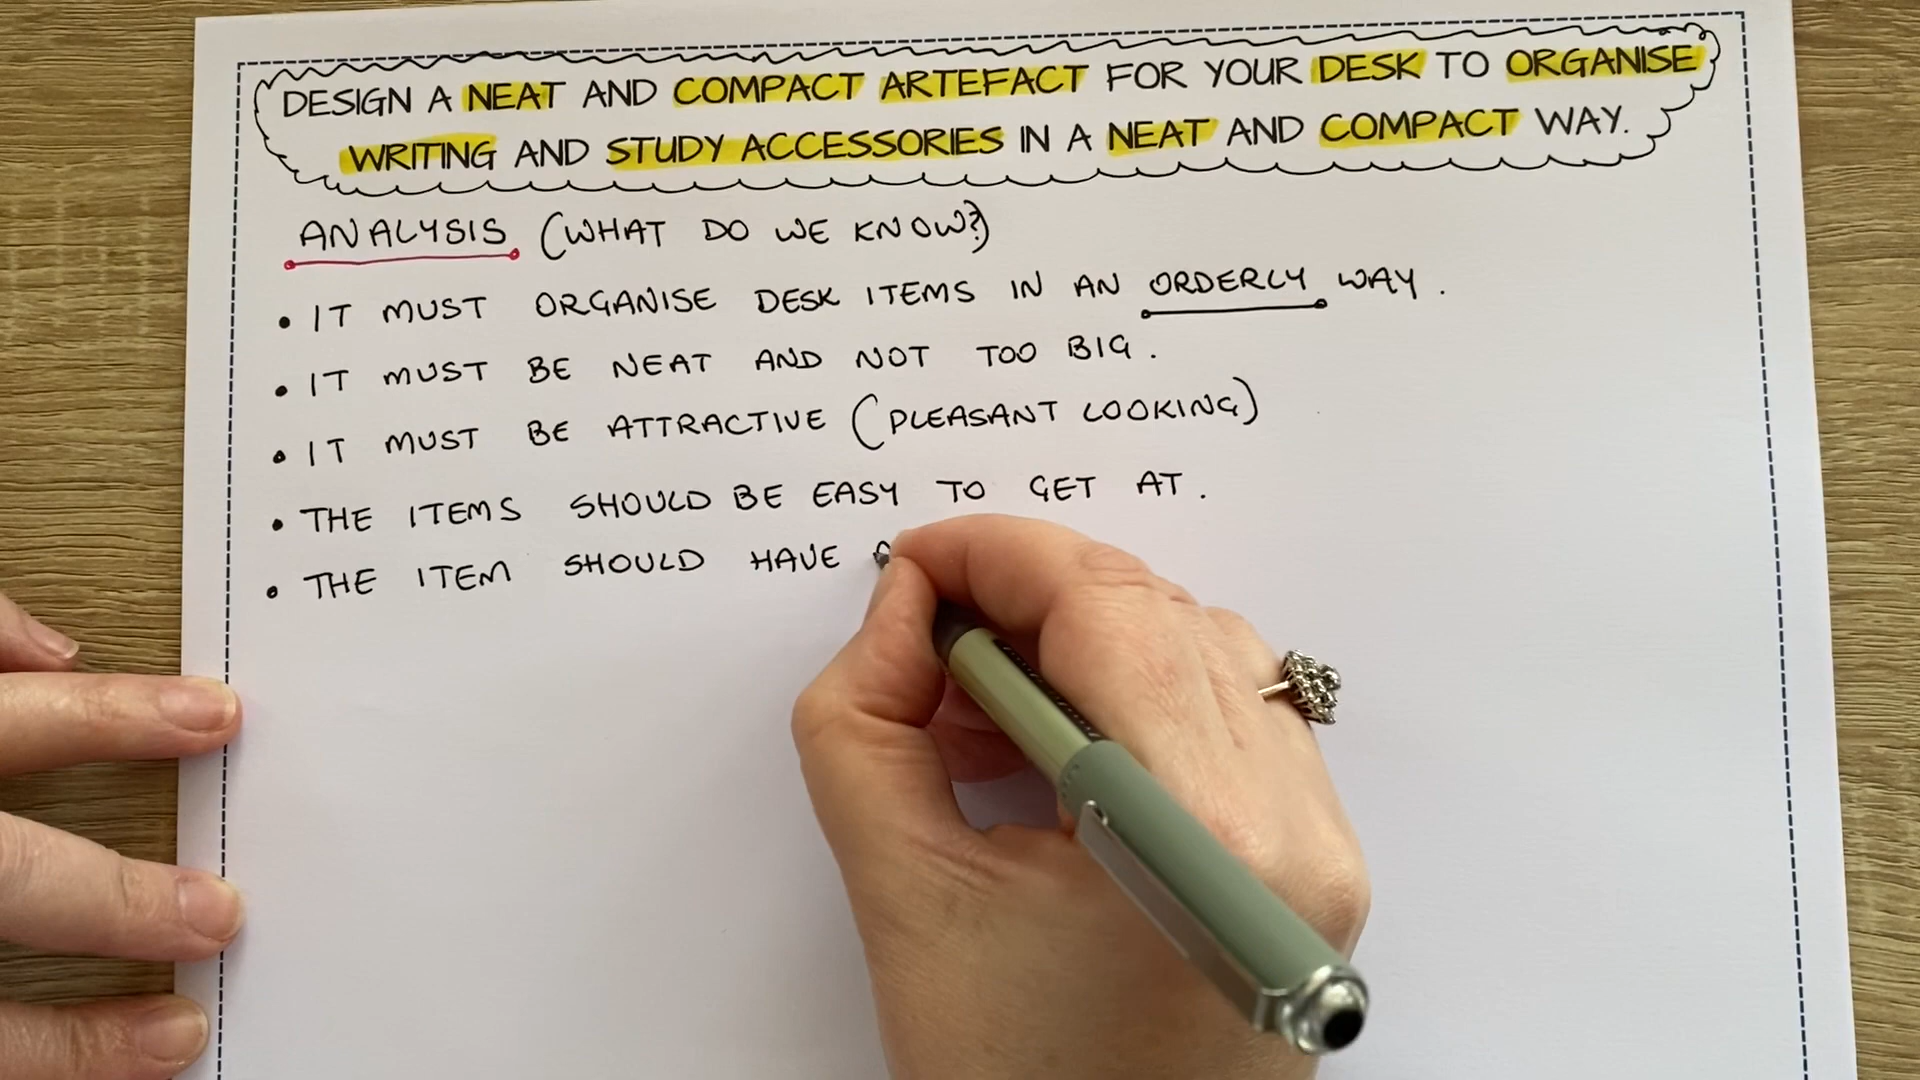 DESIGN A NEAT AND COMPACT ARTEFACT FOR YOUR DESK TO ORGANISE
WRITING AND STUDY ACCESSORIES IN A NEAT AND COMPACT WAY.
ANALYSIS (WHAT DO WE KNOW?)
• IT MUST ORGANISE DESK ITEMS IN AN ORDERLY WAY.
• IT MUST BE NEAT AND NOT TOO BIG.
• IT MUST BE ATTRACTIVE (PLEASANT LOOKING)
• THE ITEMS SHOULD BE EASY TO GET AT.
• THE ITEM SHOULD HAVE